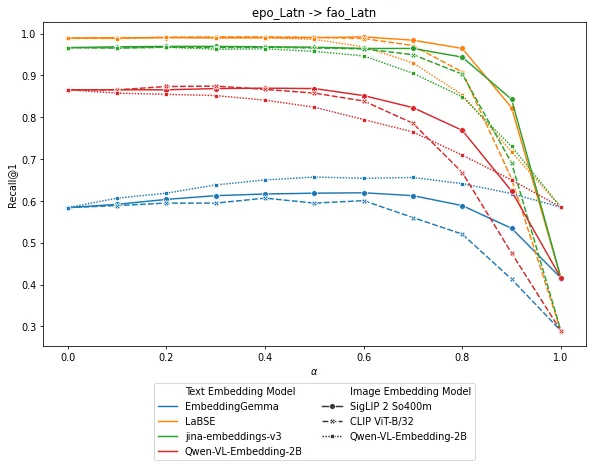 epo_Latn -> fao_Latn
Recall@1
1.0
0.9
0.8
0.7
0.6
0.5
0.4
0.3
0.0 0.2 0.4 0.6 0.8 1.0
α
Text Embedding Model Image Embedding Model
EmbeddingGemma SigLIP 2 So400m
LaBSE CLIP ViT-B/32
jina-embeddings-v3 Qwen-VL-Embedding-2B
Qwen-VL-Embedding-2B